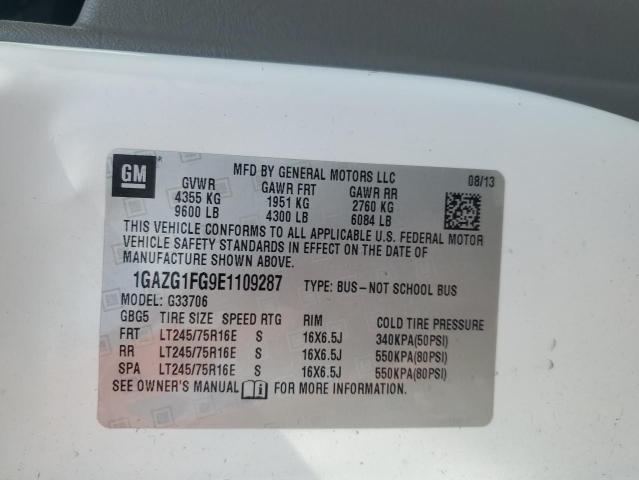 GM
MFD BY GENERAL MOTORS LLC
08/13
GVWR GAWR FRT GAWR RR
4355 KG 1951 KG 2760 KG
9600 LB 4300 LB 6084 LB
THIS VEHICLE CONFORMS TO ALL APPLICABLE U.S. FEDERAL MOTOR
VEHICLE SAFETY STANDARDS IN EFFECT ON THE DATE OF
MANUFACTURE SHOWN ABOVE.
1GAZG1FG9E1109287 TYPE: BUS-NOT SCHOOL BUS
MODEL: G33706
GBG5 TIRE SIZE SPEED RTG RIM COLD TIRE PRESSURE
FRT LT245/75R16E S 16X6.5J 340KPA(50PSI)
RR LT245/75R16E S 16X6.5J 550KPA(80PSI)
SPA LT245/75R16E S 16X6.5J 550KPA(80PSI)
SEE OWNER'S MANUAL FOR MORE INFORMATION.